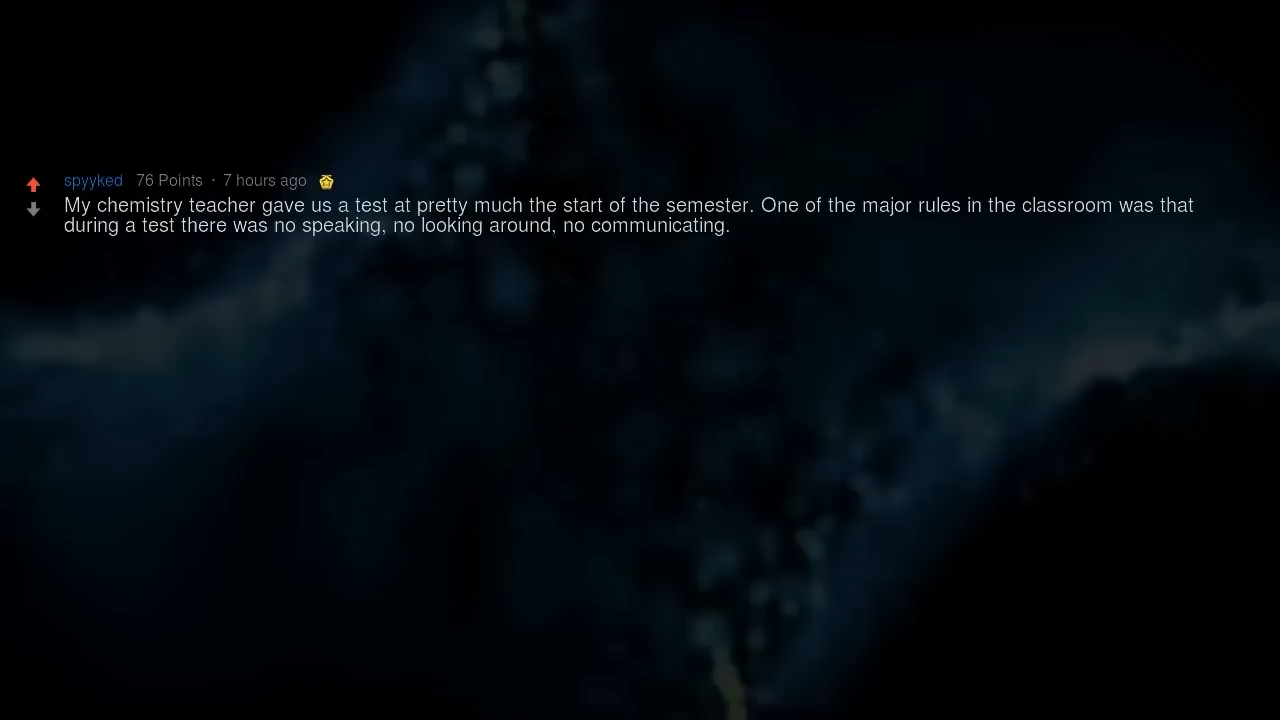 spyyked 76 Points · 7 hours ago
My chemistry teacher gave us a test at pretty much the start of the semester. One of the major rules in the classroom was that
during a test there was no speaking, no looking around, no communicating.